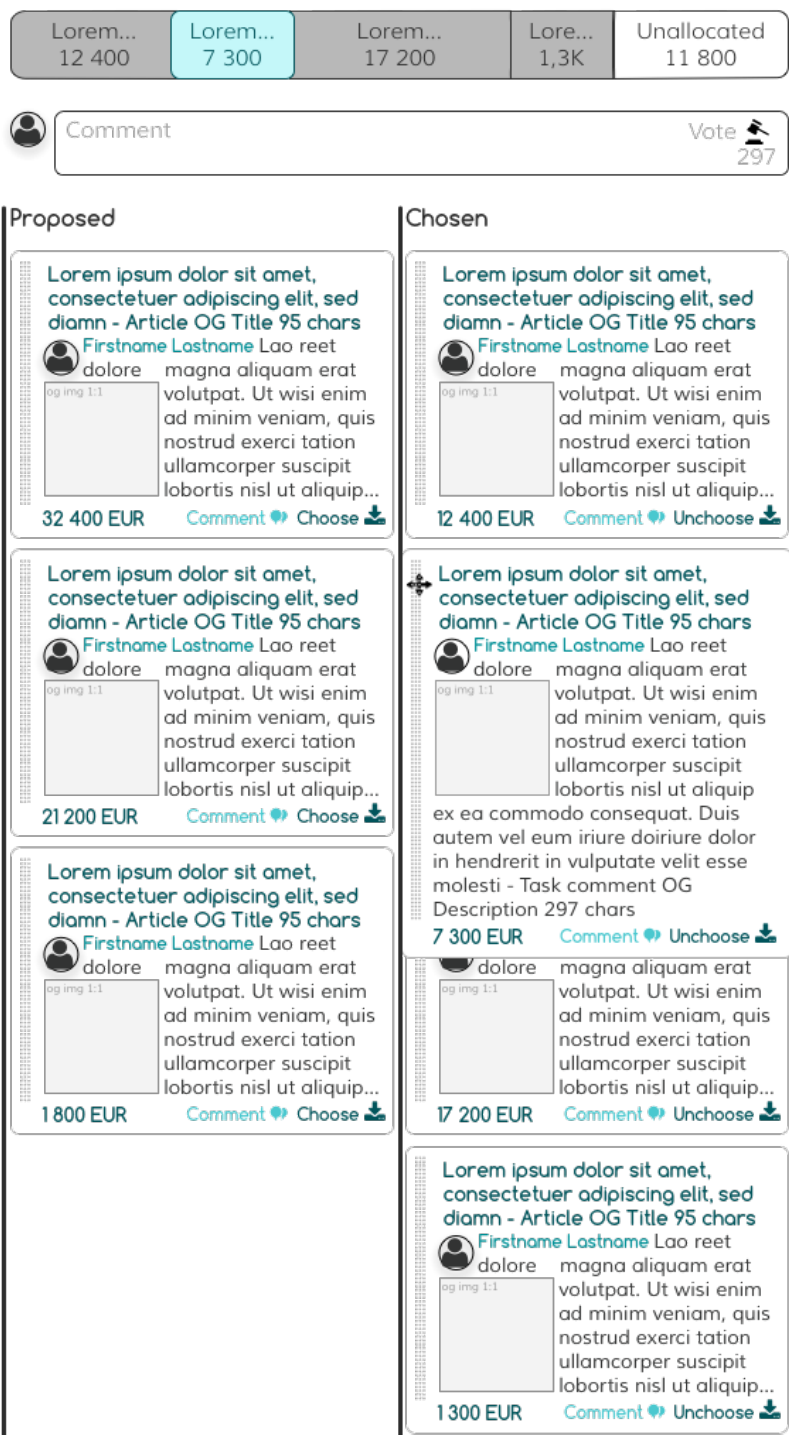 Lorem...
12 400
Lorem...
7 300
Lorem...
17 200
Lore...
1,3K
Unallocated
11 800
Comment
Vote
297
Proposed
Lorem ipsum dolor sit amet,
consectetuer adipiscing elit, sed
diamn - Article OG Title 95 chars
Firstname Lastname Lao reet
dolore magna aliquam erat
og img 1:1
volutpat. Ut wisi enim
ad minim veniam, quis
nostrud exerci tation
ullamcorper suscipit
lobortis nisl ut aliquip...
32 400 EUR Comment Choose
Lorem ipsum dolor sit amet,
consectetuer adipiscing elit, sed
diamn - Article OG Title 95 chars
Firstname Lastname Lao reet
dolore magna aliquam erat
og img 1:1
volutpat. Ut wisi enim
ad minim veniam, quis
nostrud exerci tation
ullamcorper suscipit
lobortis nisl ut aliquip...
21 200 EUR Comment Choose
Lorem ipsum dolor sit amet,
consectetuer adipiscing elit, sed
diamn - Article OG Title 95 chars
Firstname Lastname Lao reet
dolore magna aliquam erat
og img 1:1
volutpat. Ut wisi enim
ad minim veniam, quis
nostrud exerci tation
ullamcorper suscipit
lobortis nisl ut aliquip...
1 800 EUR Comment Choose
Chosen
Lorem ipsum dolor sit amet,
consectetuer adipiscing elit, sed
diamn - Article OG Title 95 chars
Firstname Lastname Lao reet
dolore magna aliquam erat
og img 1:1
volutpat. Ut wisi enim
ad minim veniam, quis
nostrud exerci tation
ullamcorper suscipit
lobortis nisl ut aliquip...
12 400 EUR Comment Unchoose
Lorem ipsum dolor sit amet,
consectetuer adipiscing elit, sed
diamn - Article OG Title 95 chars
Firstname Lastname Lao reet
dolore magna aliquam erat
og img 1:1
volutpat. Ut wisi enim
ad minim veniam, quis
nostrud exerci tation
ullamcorper suscipit
lobortis nisl ut aliquip
ex ea commodo consequat. Duis
autem vel eum iriure doiriure dolor
in hendrerit in vulputate velit esse
molesti - Task comment OG
Description 297 chars
7 300 EUR Comment Unchoose
dolore magna aliquam erat
og img 1:1
volutpat. Ut wisi enim
ad minim veniam, quis
nostrud exerci tation
ullamcorper suscipit
lobortis nisl ut aliquip...
17 200 EUR Comment Unchoose
Lorem ipsum dolor sit amet,
consectetuer adipiscing elit, sed
diamn - Article OG Title 95 chars
Firstname Lastname Lao reet
dolore magna aliquam erat
og img 1:1
volutpat. Ut wisi enim
ad minim veniam, quis
nostrud exerci tation
ullamcorper suscipit
lobortis nisl ut aliquip...
1 300 EUR Comment Unchoose